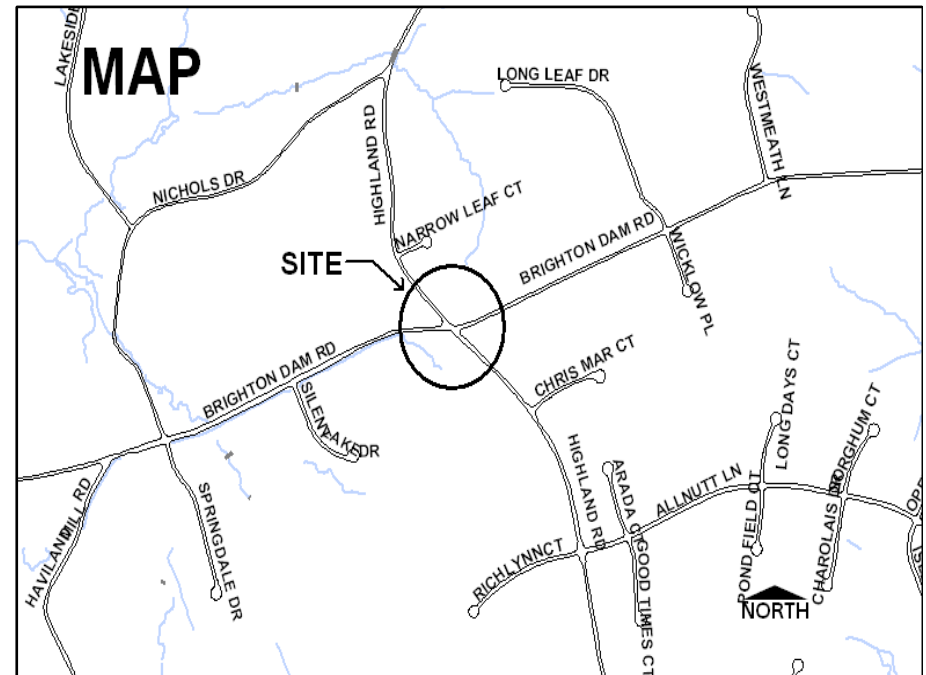 LAKESIDE
MAP
LONG LEAF DR
WESTMEATH LN
HIGHLAND RD
NICHOLS DR
NARROW LEAF CT
SITE
BRIGHTON DAM RD
WICKLOW PL
BRIGHTON DAM RD
CHRIS MAR CT
SILENT LAKE DR
LONG DAYS CT
SORGHUM CT
HIGHLAND RD
ARADA CT
ALLNUTT LN
HAVILAND MILL RD
SPRINGDALE DR
RICHLYNN CT
GOOD TIMES CT
POND FIELD CT
CHAROLAIS DR
NORTH